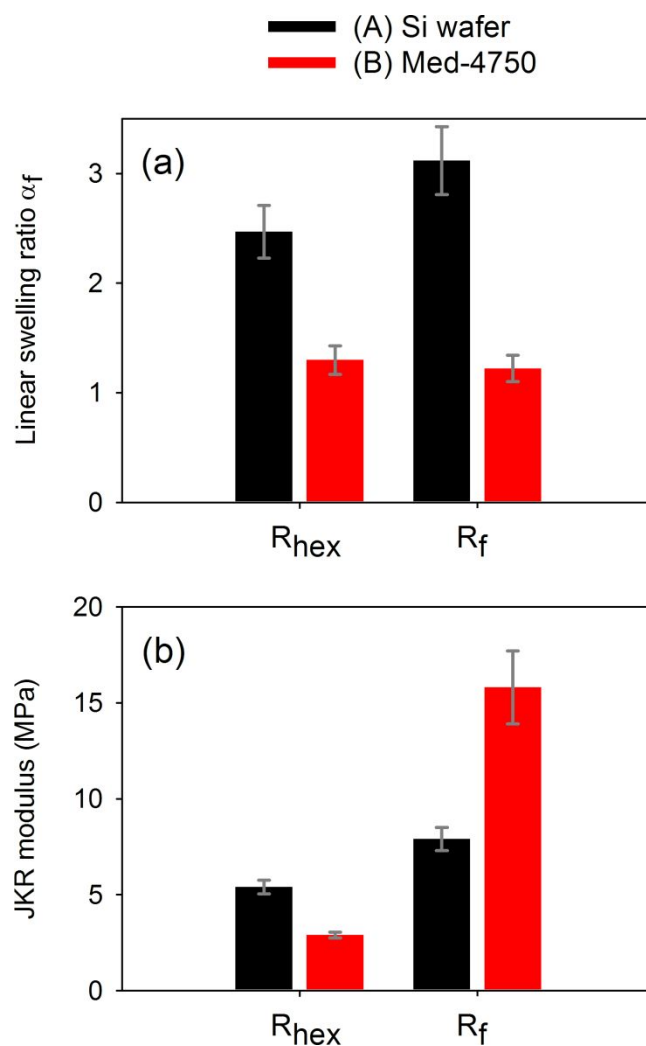 (A) Si wafer
(B) Med-4750
(a)
Linear swelling ratio αf
3
2
1
0
Rhex
Rf
(b)
JKR modulus (MPa)
20
15
10
5
0
Rhex
Rf